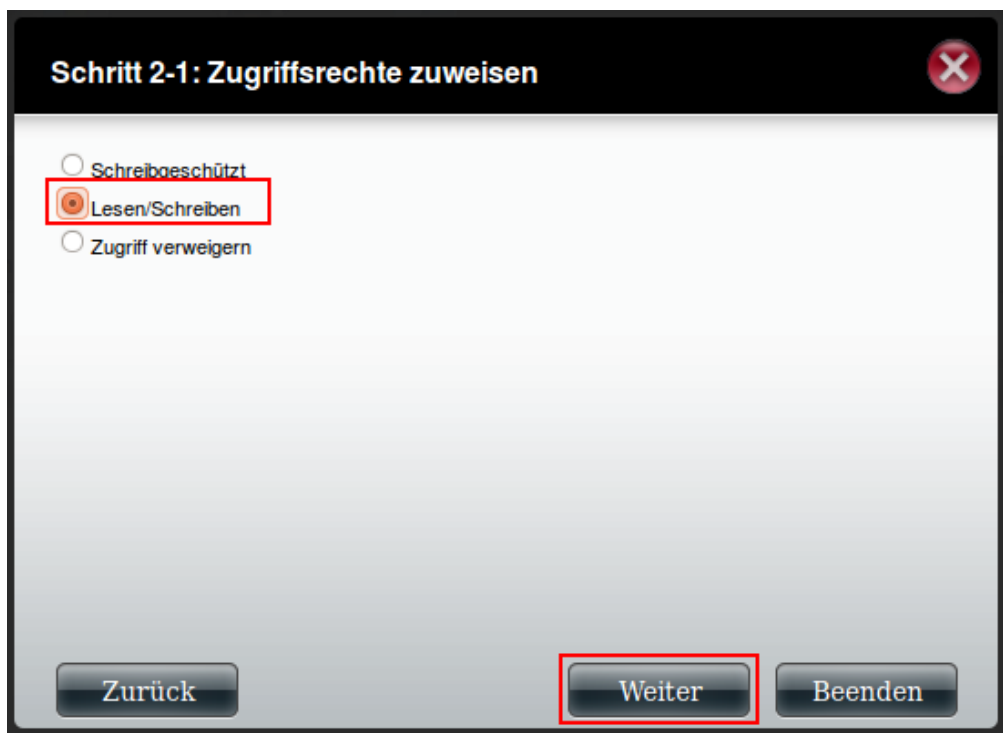 Schritt 2-1: Zugriffsrechte zuweisen
Schreibgeschützt
Lesen/Schreiben
Zugriff verweigern
Zurück
Weiter
Beenden